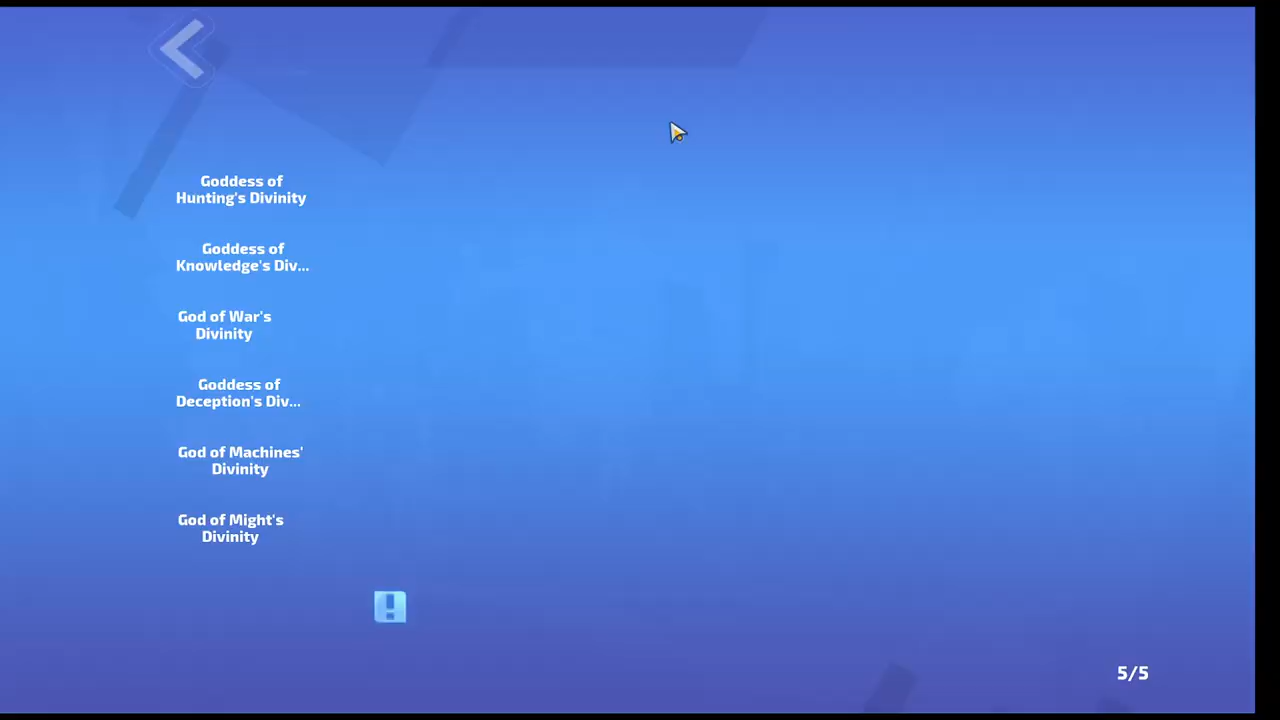 Goddess of
Hunting's Divinity
Goddess of
Knowledge's Div...
God of War's
Divinity
Goddess of
Deception's Div...
God of Machines'
Divinity
God of Might's
Divinity
!
5/5